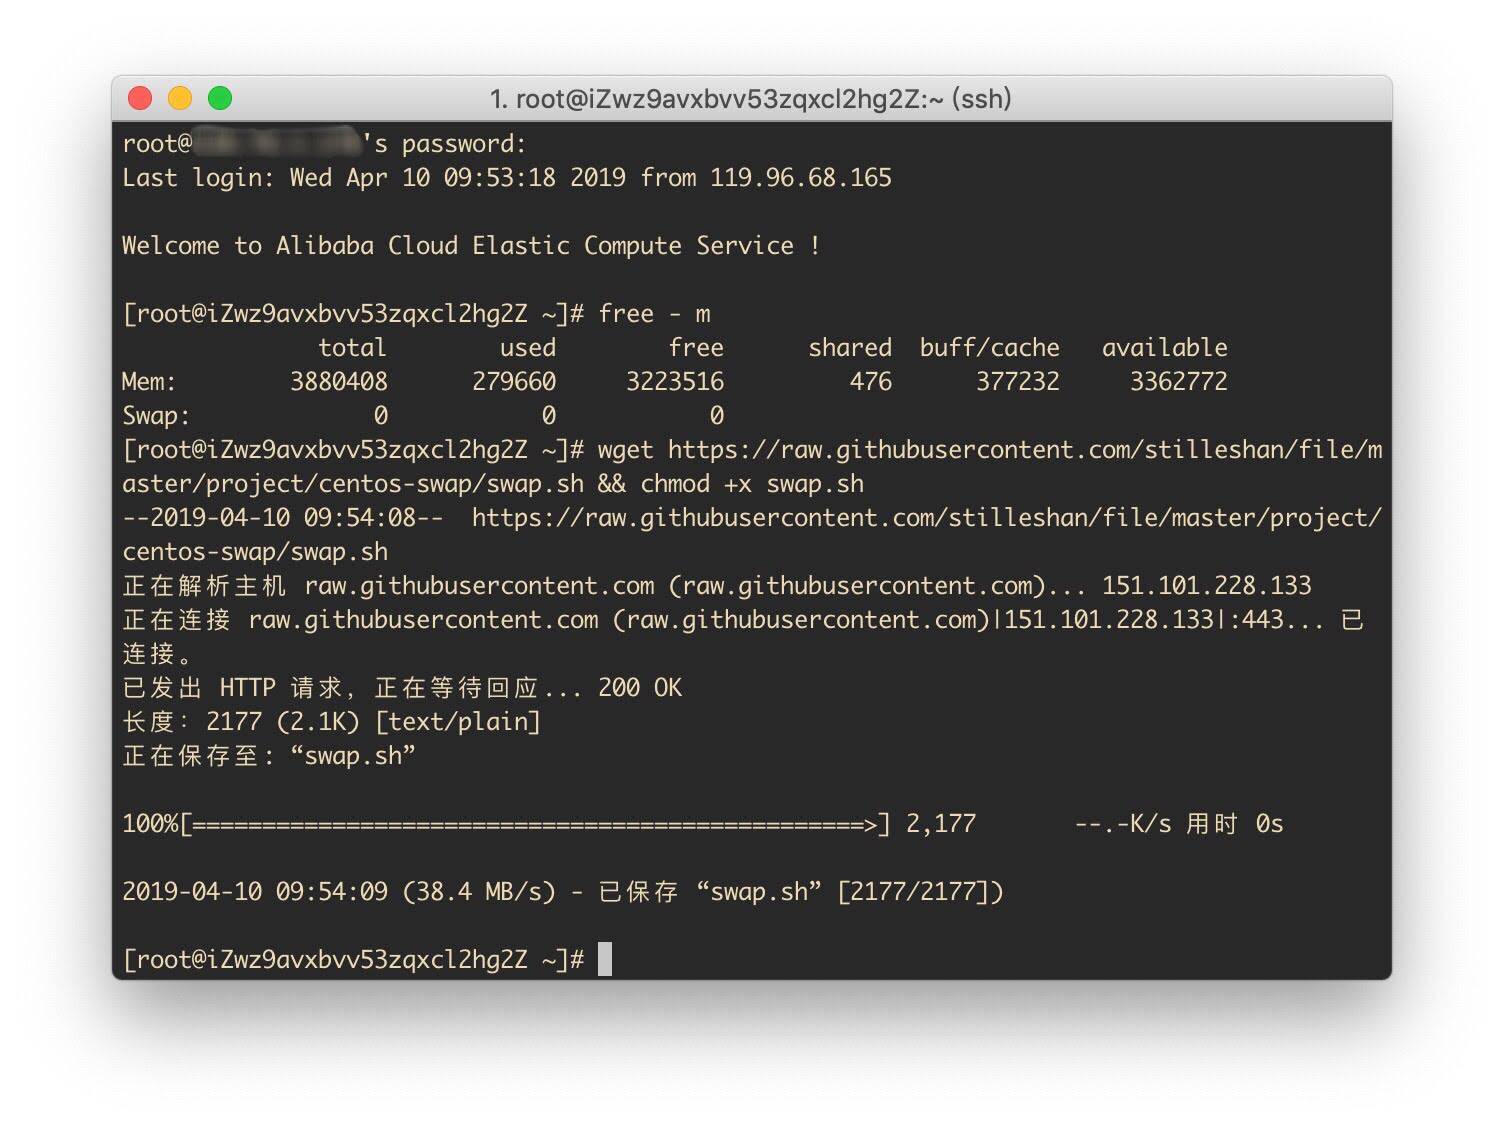 1. root@iZwz9avxbvv53zqxcl2hg2Z:~ (ssh)
root@'s password:
Last login: Wed Apr 10 09:53:18 2019 from 119.96.68.165
Welcome to Alibaba Cloud Elastic Compute Service !
[root@iZwz9avxbvv53zqxcl2hg2Z ~]# free - m
total used free shared buff/cache available
Mem: 3880408 279660 3223516 476 377232 3362772
Swap: 0 0 0
[root@iZwz9avxbvv53zqxcl2hg2Z ~]# wget https://raw.githubusercontent.com/stilleshan/file/m
aster/project/centos-swap/swap.sh && chmod +x swap.sh
--2019-04-10 09:54:08--  https://raw.githubusercontent.com/stilleshan/file/master/project/
centos-swap/swap.sh
正在解析主机 raw.githubusercontent.com (raw.githubusercontent.com)... 151.101.228.133
正在连接 raw.githubusercontent.com (raw.githubusercontent.com)|151.101.228.133|:443... 已
连接。
已发出 HTTP 请求，正在等待回应... 200 OK
长度：2177 (2.1K) [text/plain]
正在保存至: “swap.sh”
100%[================================================>] 2,177       --.-K/s 用时 0s
2019-04-10 09:54:09 (38.4 MB/s) - 已保存 “swap.sh” [2177/2177])
[root@iZwz9avxbvv53zqxcl2hg2Z ~]#